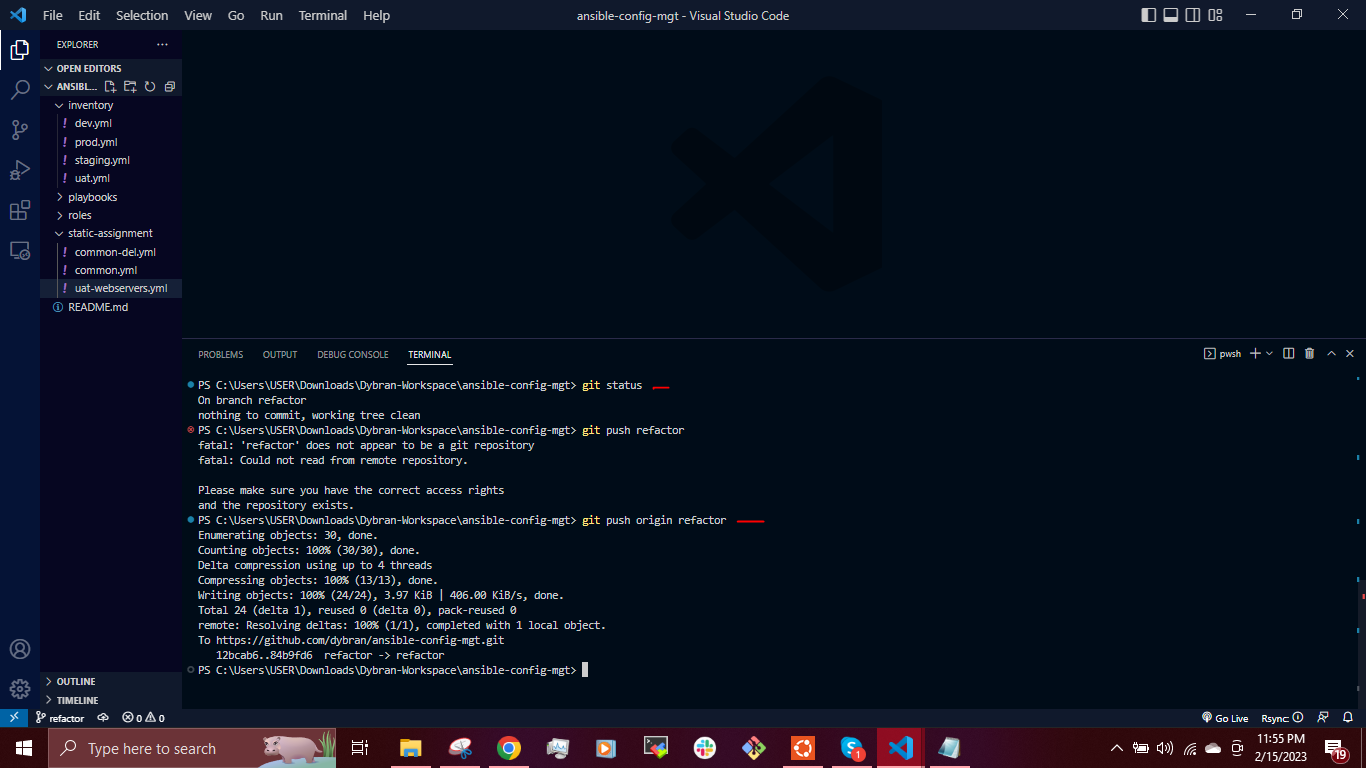 File Edit Selection View Go Run Terminal Help
ansible-config-mgt - Visual Studio Code
EXPLORER
OPEN EDITORS
ANSIBL...
inventory
dev.yml
prod.yml
staging.yml
uat.yml
playbooks
roles
static-assignment
common-del.yml
common.yml
uat-webservers.yml
README.md
OUTLINE
TIMELINE
PROBLEMS OUTPUT DEBUG CONSOLE TERMINAL
pwsh
PS C:\Users\USER\Downloads\Dybran-Workspace\ansible-config-mgt> git status
On branch refactor
nothing to commit, working tree clean
PS C:\Users\USER\Downloads\Dybran-Workspace\ansible-config-mgt> git push refactor
fatal: 'refactor' does not appear to be a git repository
fatal: Could not read from remote repository.
Please make sure you have the correct access rights
and the repository exists.
PS C:\Users\USER\Downloads\Dybran-Workspace\ansible-config-mgt> git push origin refactor
Enumerating objects: 30, done.
Counting objects: 100% (30/30), done.
Delta compression using up to 4 threads
Compressing objects: 100% (13/13), done.
Writing objects: 100% (24/24), 3.97 KiB | 406.00 KiB/s, done.
Total 24 (delta 1), reused 0 (delta 0), pack-reused 0
remote: Resolving deltas: 100% (1/1), completed with 1 local object.
To https://github.com/dybran/ansible-config-mgt.git
12bcab6..84b9fd6  refactor -> refactor
PS C:\Users\USER\Downloads\Dybran-Workspace\ansible-config-mgt>
refactor
0 0
Go Live
Rsync:
Type here to search
1
11:55 PM
2/15/2023
19